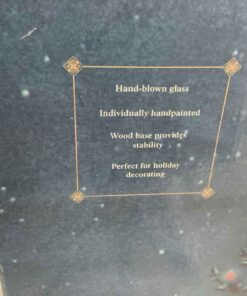 Hand-blown glass
Individually handpainted
Wood base provides
stability
Perfect for holiday
decorating